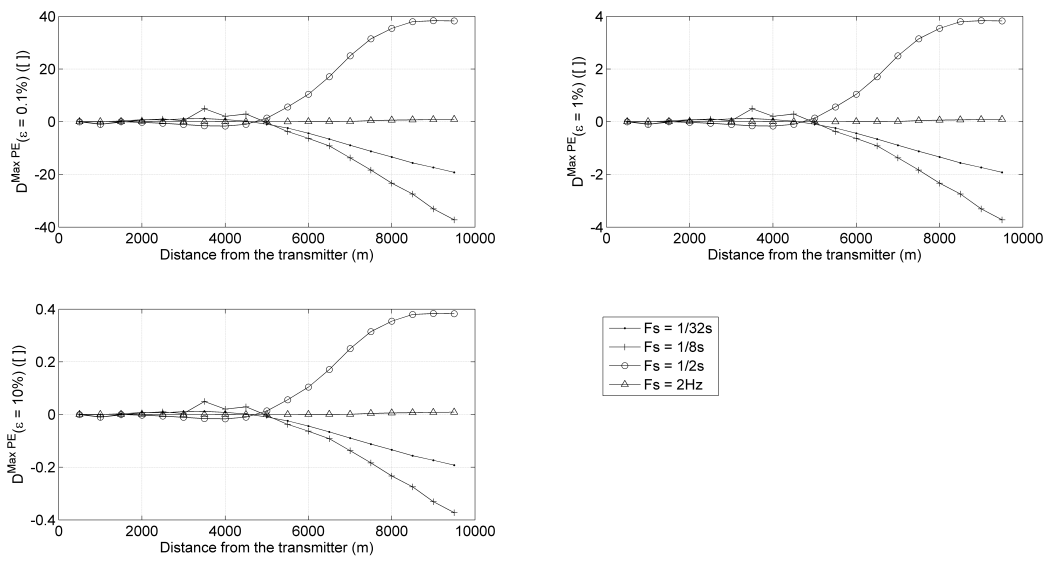 40
20
0
-20
-40
0 2000 4000 6000 8000 10000
Distance from the transmitter (m)
D^Max PE (ε = 0.1%) ([ ])
4
2
0
-2
-4
0 2000 4000 6000 8000 10000
Distance from the transmitter (m)
D^Max PE (ε = 1%) ([ ])
0.4
0.2
0
-0.2
-0.4
0 2000 4000 6000 8000 10000
Distance from the transmitter (m)
D^Max PE (ε = 10%) ([ ])
Fs = 1/32s
Fs = 1/8s
Fs = 1/2s
Fs = 2Hz